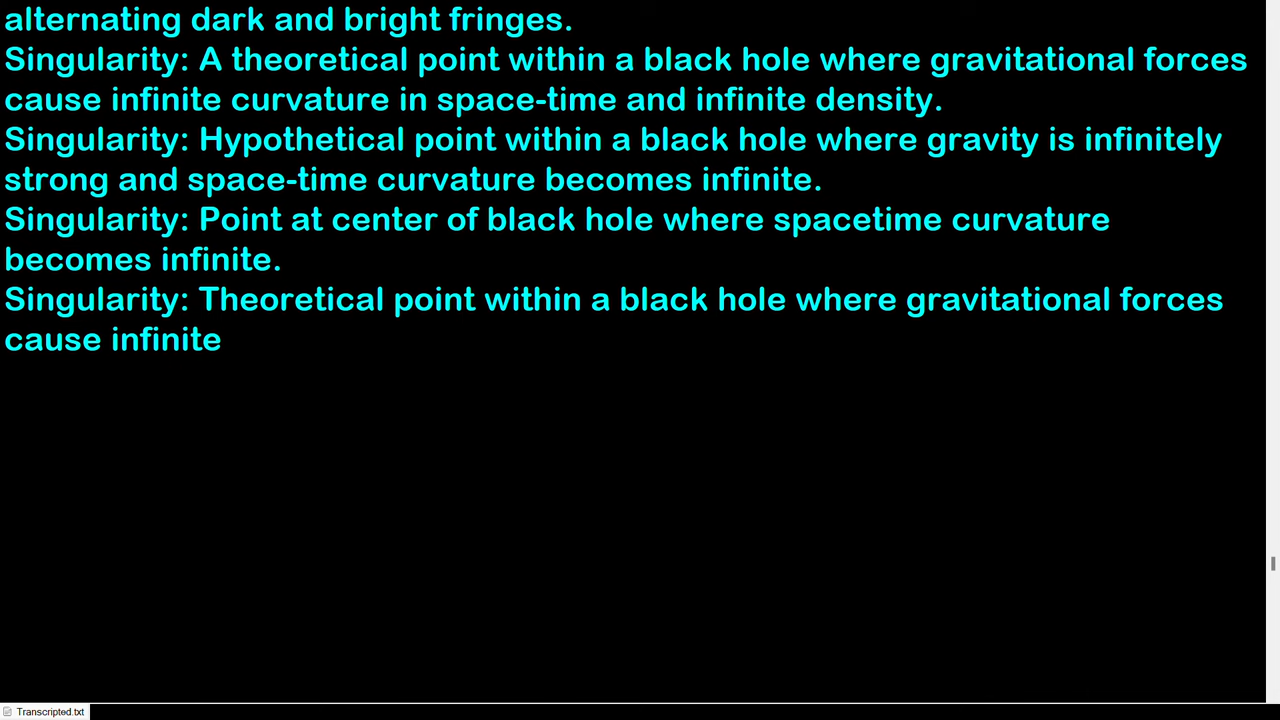 alternating dark and bright fringes.
Singularity: A theoretical point within a black hole where gravitational forces
cause infinite curvature in space-time and infinite density.
Singularity: Hypothetical point within a black hole where gravity is infinitely
strong and space-time curvature becomes infinite.
Singularity: Point at center of black hole where spacetime curvature
becomes infinite.
Singularity: Theoretical point within a black hole where gravitational forces
cause infinite
Transcripted.txt